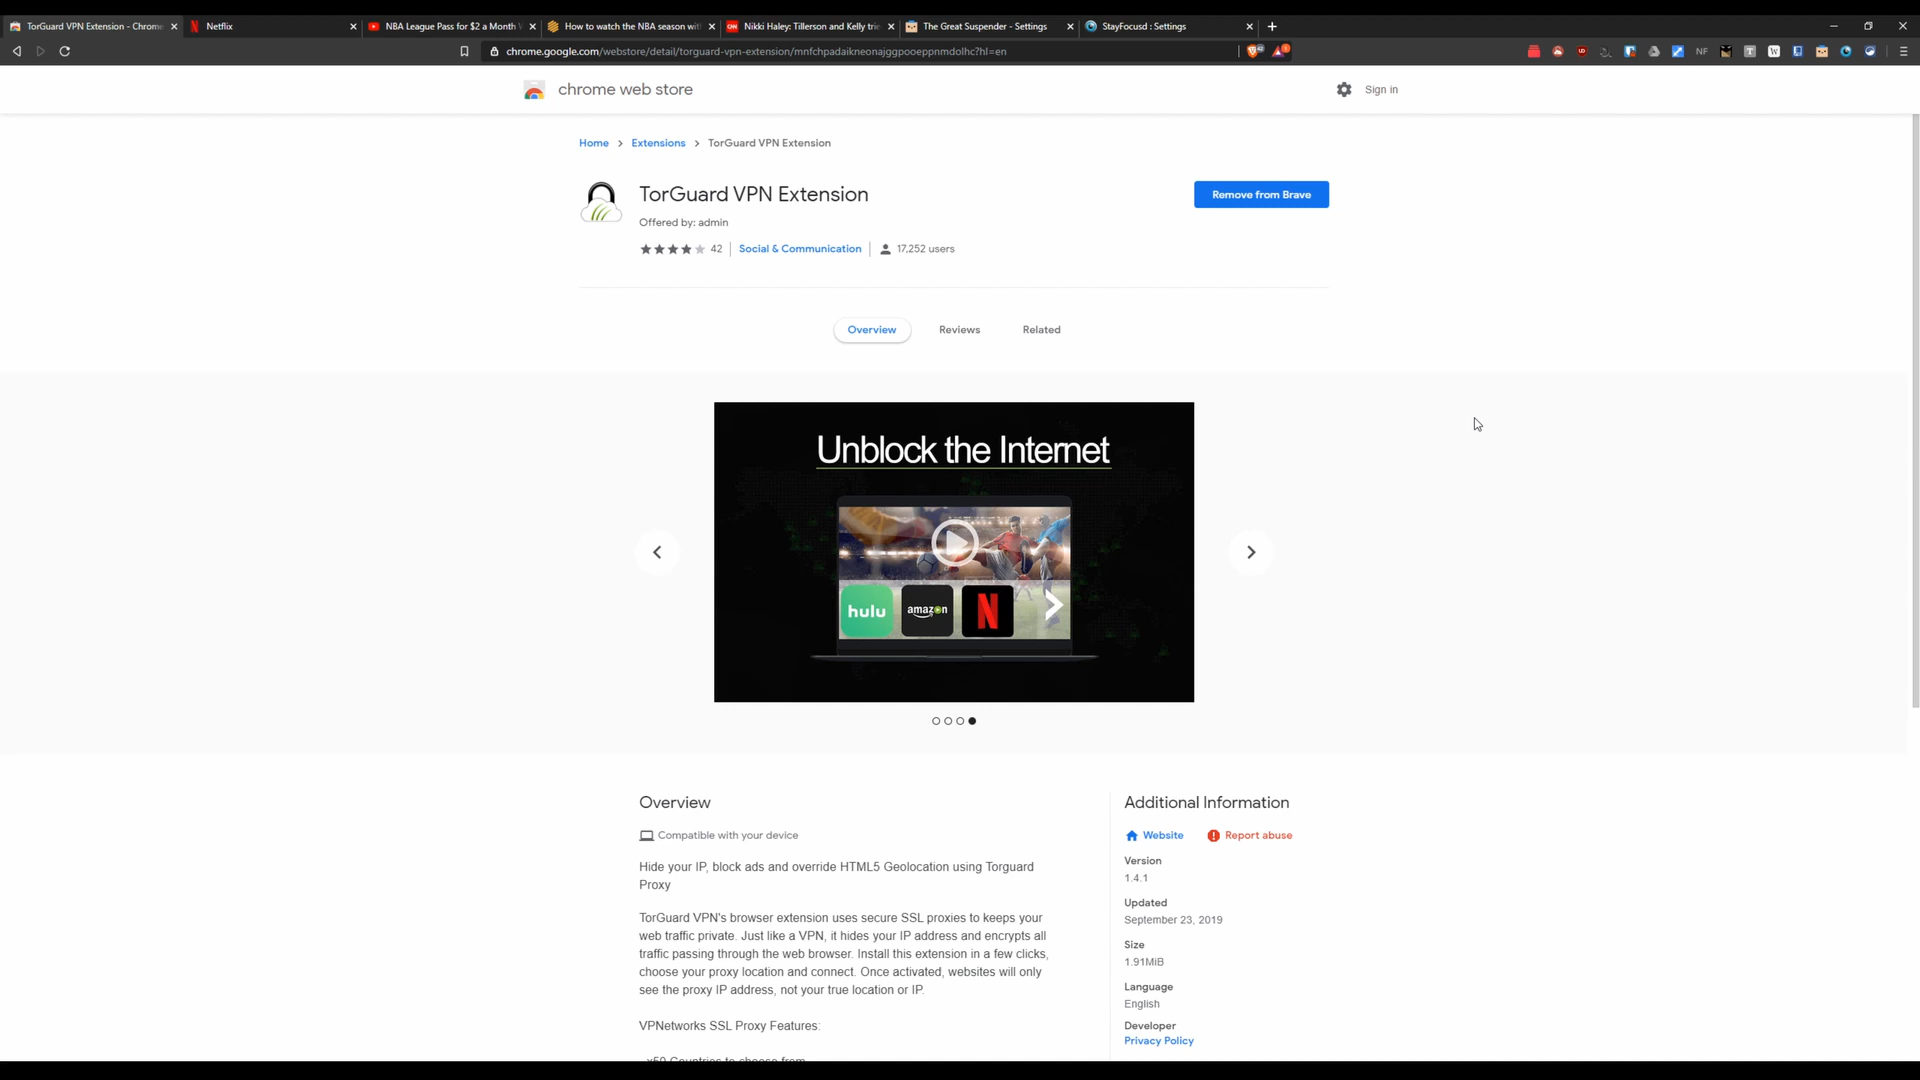 TorGuard VPN Extension - Chrome
Netflix
NBA League Pass for $2 a Month
How to watch the NBA season wit
Nikki Haley: Tillerson and Kelly trie
The Great Suspender - Settings
StayFocusd : Settings
chrome.google.com/webstore/detail/torguard-vpn-extension/mnfchpadaikneonajggpooeppnmdolhc?hl=en
chrome web store
Sign in
Home > Extensions > TorGuard VPN Extension
TorGuard VPN Extension
Remove from Brave
Offered by: admin
42 | Social & Communication | 17,252 users
Overview
Reviews
Related
Unblock the Internet
hulu
amazon
N
Overview
Compatible with your device
Hide your IP, block ads and override HTML5 Geolocation using Torguard
Proxy
TorGuard VPN's browser extension uses secure SSL proxies to keeps your
web traffic private. Just like a VPN, it hides your IP address and encrypts all
traffic passing through the web browser. Install this extension in a few clicks,
choose your proxy location and connect. Once activated, websites will only
see the proxy IP address, not your true location or IP.
VPNetworks SSL Proxy Features:
x50 Countries to choose from
Additional Information
Website
Report abuse
Version
1.4.1
Updated
September 23, 2019
Size
1.91MiB
Language
English
Developer
Privacy Policy